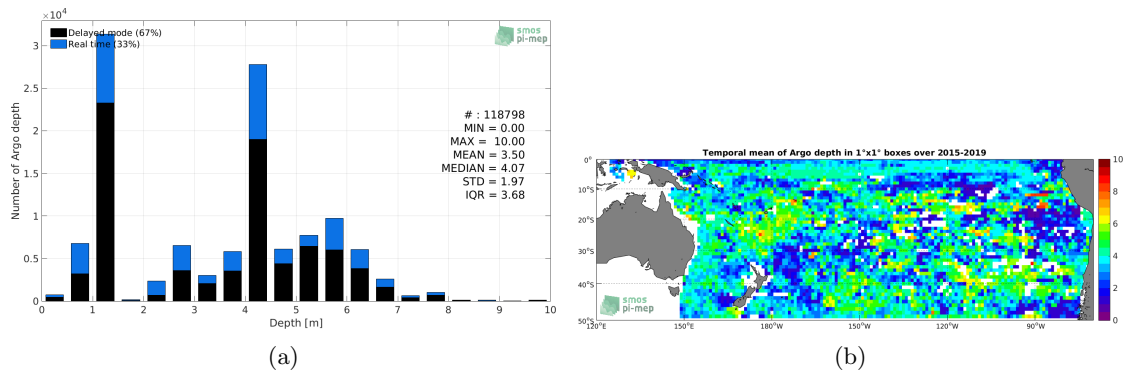 ×10⁴
Delayed mode (67%)
Real time (33%)
smos
pi-mep
3
2.5
2
1.5
1
0.5
0
Number of Argo depth
# : 118798
MIN = 0.00
MAX = 10.00
MEAN = 3.50
MEDIAN = 4.07
STD = 1.97
IQR = 3.68
0 1 2 3 4 5 6 7 8 9 10
Depth [m]
(a)
Temporal mean of Argo depth in 1°x1° boxes over 2015-2019
0°
10°S
20°S
30°S
40°S
50°S
smos
pi-mep
120°E 150°E 180°W 150°W 120°W 90°W
10
8
6
4
2
0
(b)